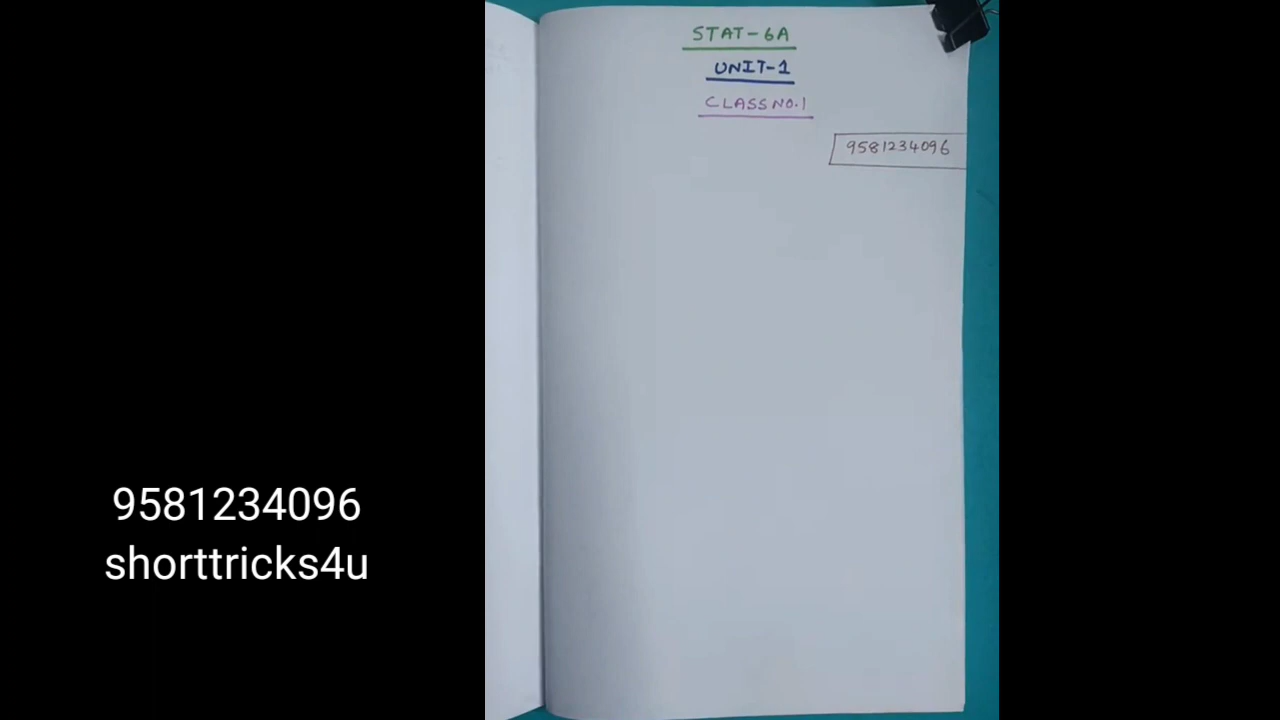 STAT-6A
UNIT-1
CLASS NO.1
9581234096
9581234096
shorttricks4u